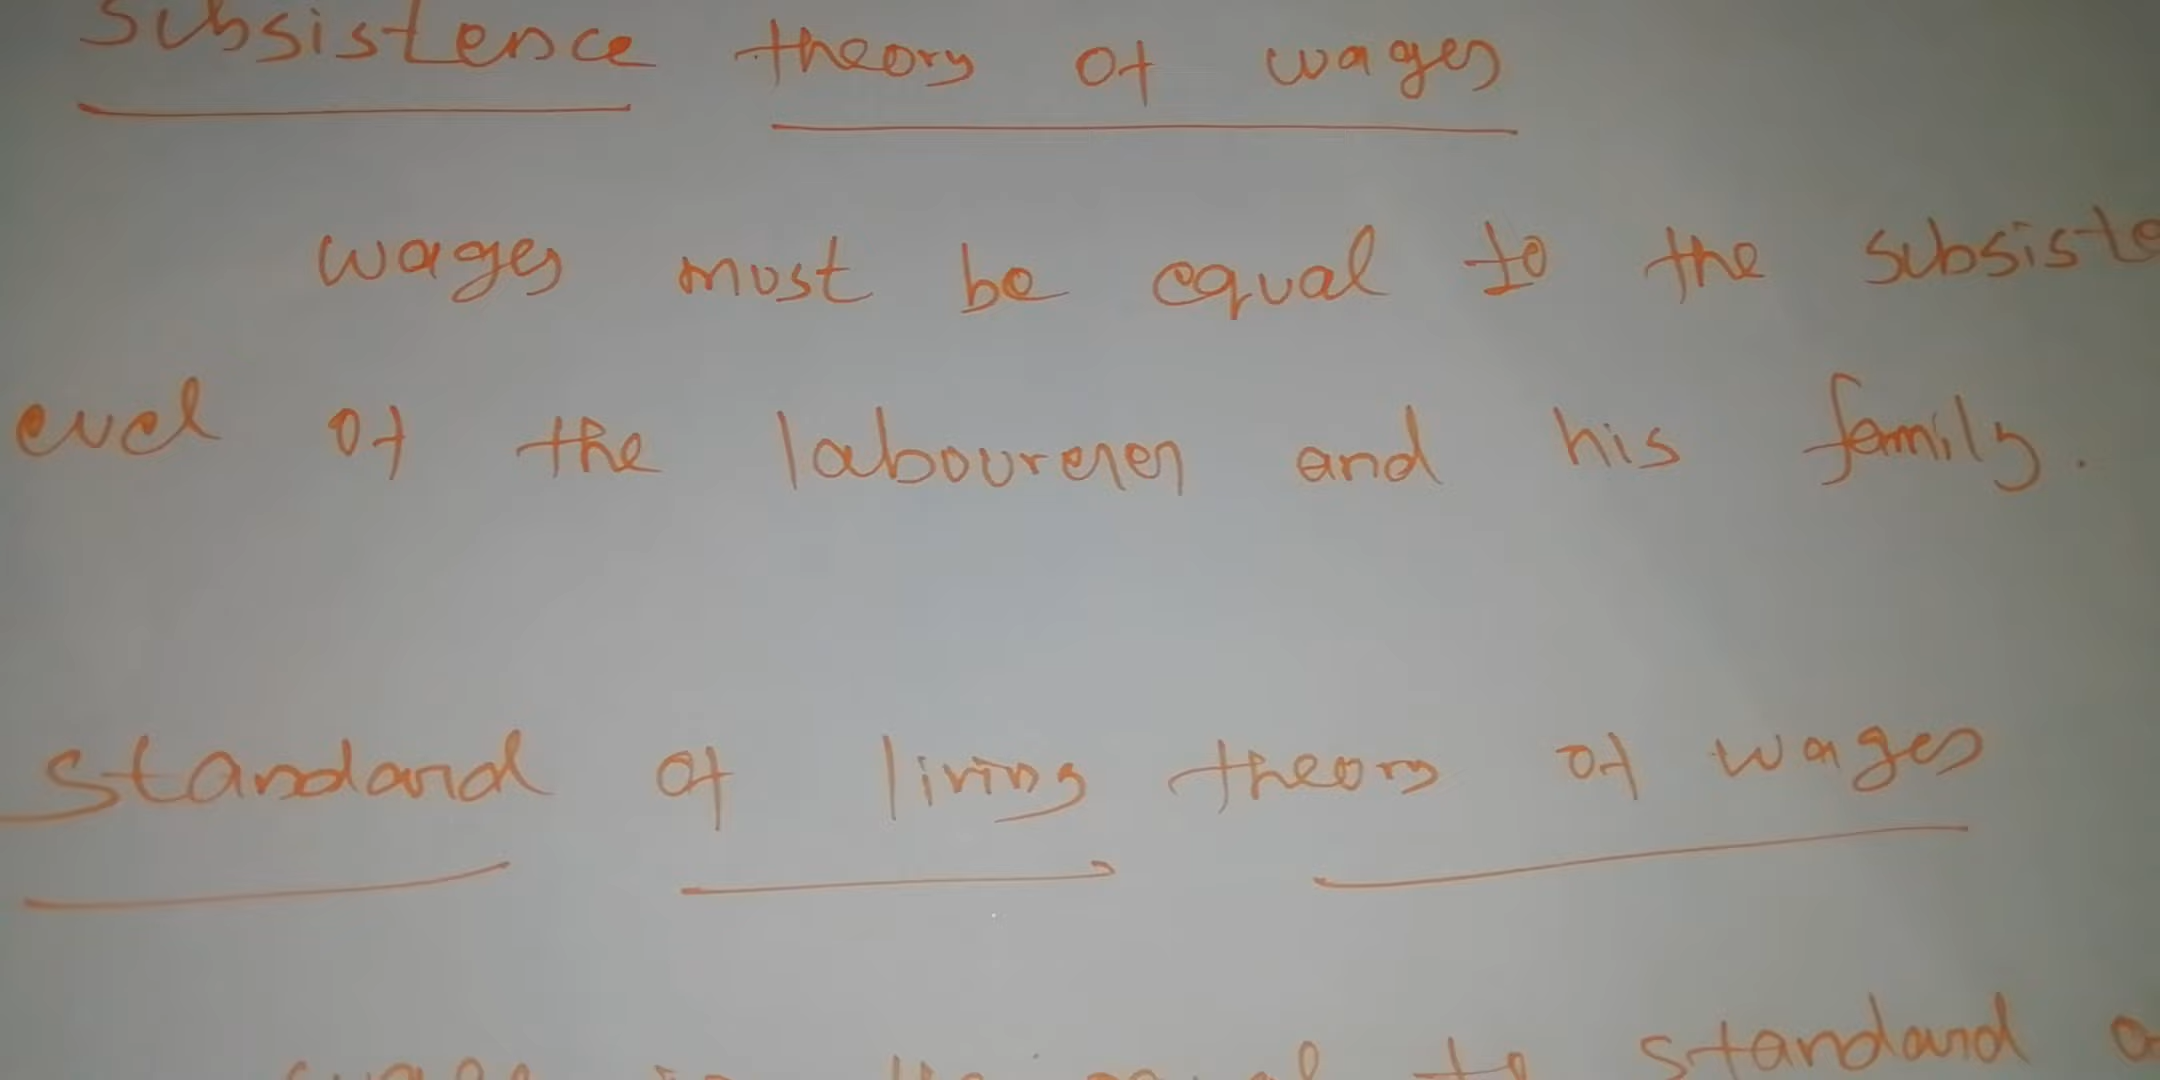 Subsistence theory of wages
wages must be equal to the subsiste
evel of the labourerer and his family.
Standard of living theory of wages
to standard o